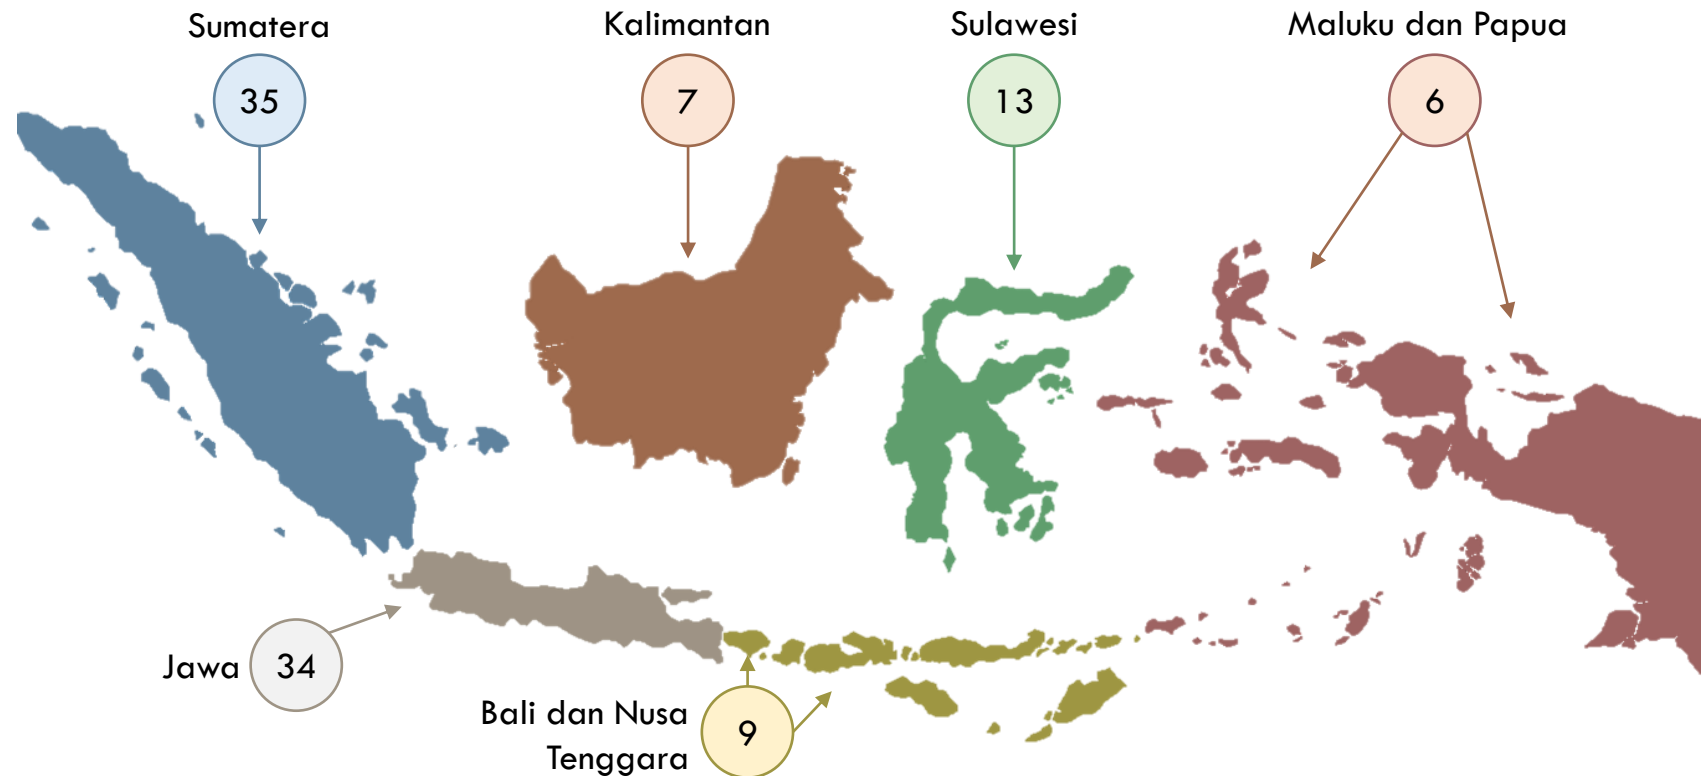 Sumatera
35
Kalimantan
7
Sulawesi
13
Maluku dan Papua
6
Jawa
34
Bali dan Nusa
Tenggara
9